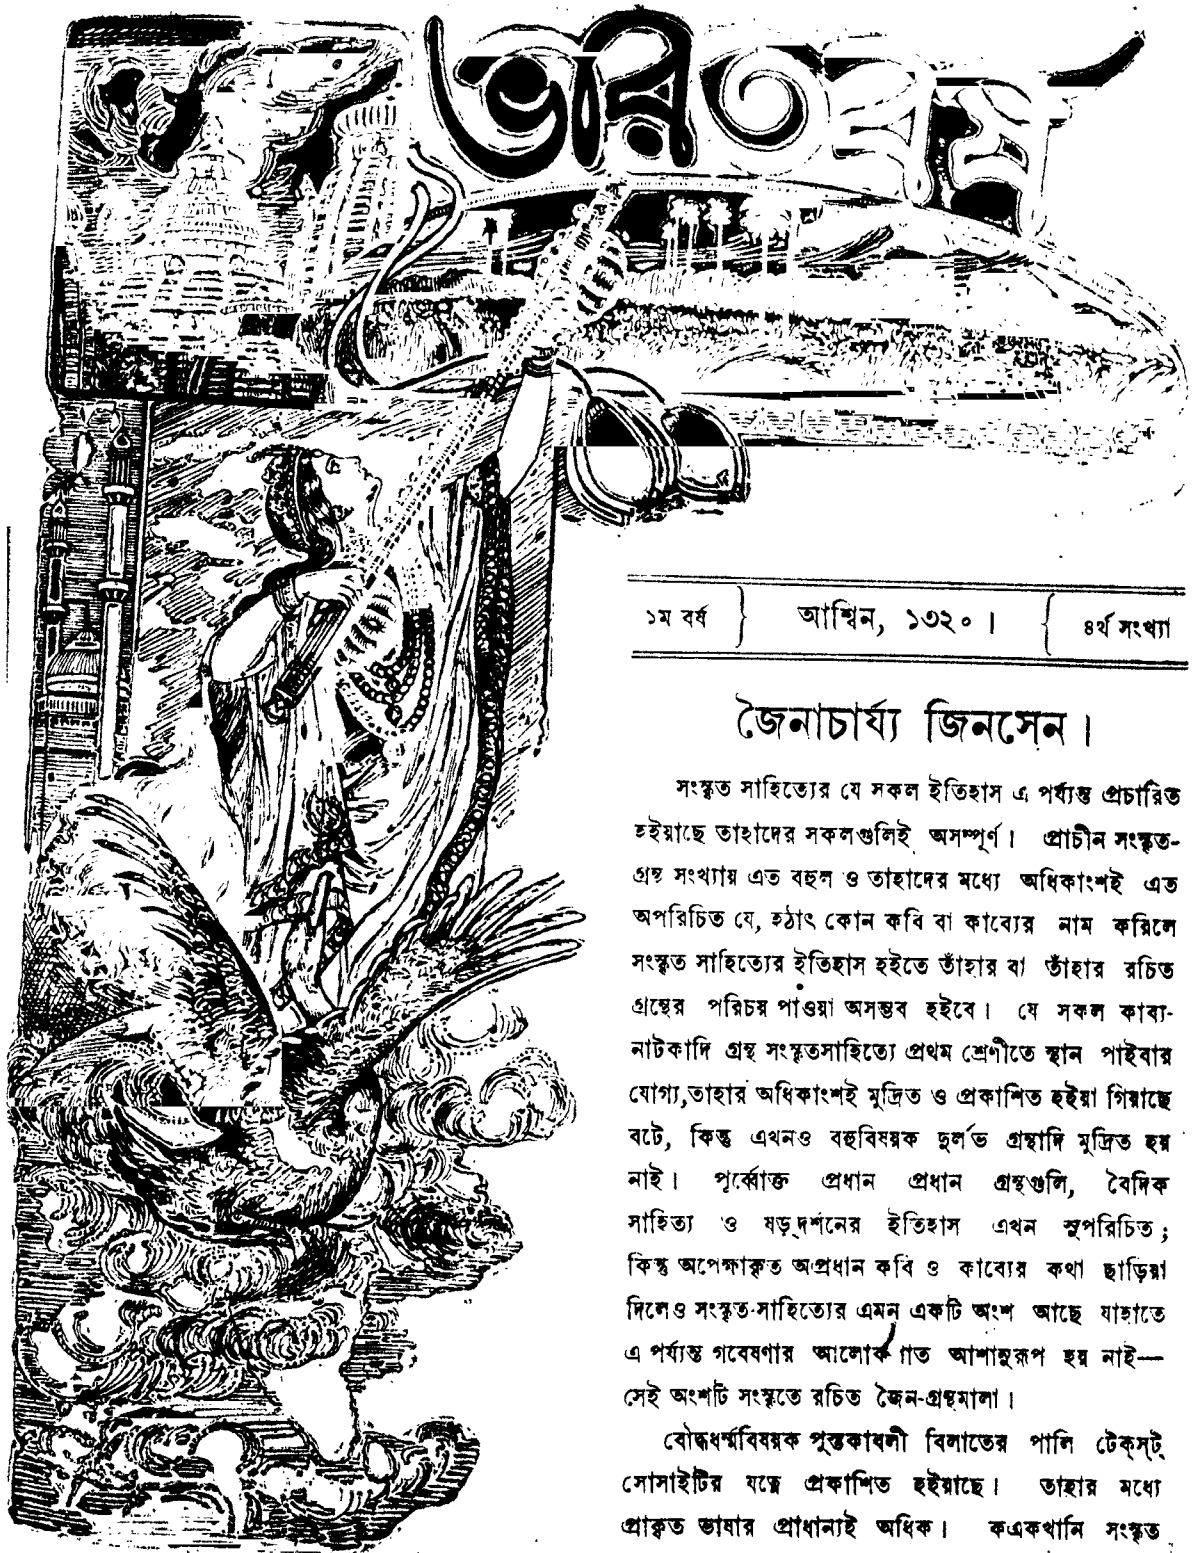 ভারতবর্ষ
১ম বর্ষ } আশ্বিন, ১৩২০ । { ৪র্থ সংখ্যা
জৈনাচার্য্য জিনসেন ।
সংস্কৃত সাহিত্যের যে সকল ইতিহাস এ পর্য্যন্ত প্রচারিত
হইয়াছে তাহাদের সকলগুলিই অসম্পূর্ণ । প্রাচীন সংস্কৃত-
গ্রন্থ সংখ্যায় এত বহুল ও তাহাদের মধ্যে অধিকাংশই এত
অপরিচিত যে, হঠাৎ কোন কবি বা কাব্যের নাম করিলে
সংস্কৃত সাহিত্যের ইতিহাস হইতে তাঁহার বা তাঁহার রচিত
গ্রন্থের পরিচয় পাওয়া অসম্ভব হইবে । যে সকল কাব্য-
নাটকাদি গ্রন্থ সংস্কৃতসাহিত্যে প্রথম শ্রেণীতে স্থান পাইবার
যোগ্য, তাহার অধিকাংশই মুদ্রিত ও প্রকাশিত হইয়া গিয়াছে
বটে, কিন্তু এখনও বহুবিষয়ক দুর্লভ গ্রন্থাদি মুদ্রিত হয়
নাই । পূর্ব্বোক্ত প্রধান প্রধান গ্রন্থগুলি, বৈদিক
সাহিত্য ও ষড়্দর্শনের ইতিহাস এখন সুপরিচিত ;
কিন্তু অপেক্ষাকৃত অপ্রধান কবি ও কাব্যের কথা ছাড়িয়া
দিলেও সংস্কৃত-সাহিত্যের এমন একটি অংশ আছে যাহাতে
এ পর্য্যন্ত গবেষণার আলোক পাত আশানুরূপ হয় নাই—
সেই অংশটি সংস্কৃতে রচিত জৈন-গ্রন্থমালা ।
বৌদ্ধধর্ম্মবিষয়ক পুস্তকাবলী বিলাতের পালি টেক্স্ট্
সোসাইটির যত্নে প্রকাশিত হইয়াছে । তাহার মধ্যে
প্রাকৃত ভাষার প্রাধান্যই অধিক । কএকখানি সংস্কৃত